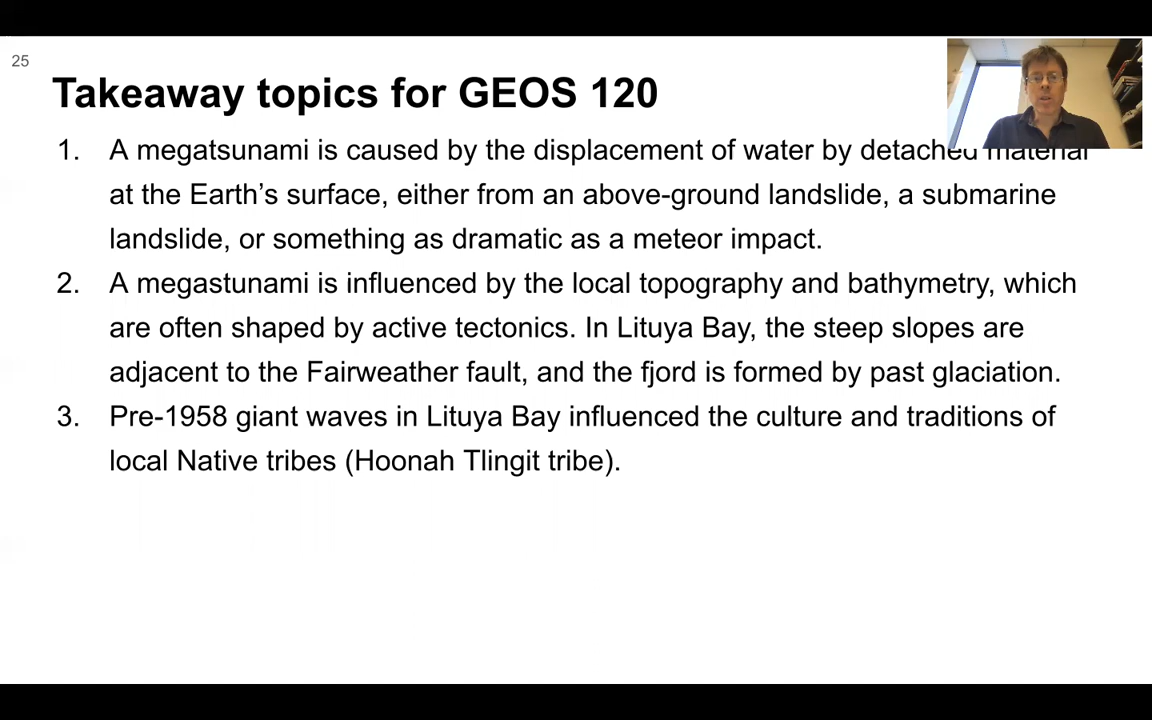 25
Takeaway topics for GEOS 120
1. A megatsunami is caused by the displacement of water by detached material
at the Earth’s surface, either from an above-ground landslide, a submarine
landslide, or something as dramatic as a meteor impact.
2. A megastunami is influenced by the local topography and bathymetry, which
are often shaped by active tectonics. In Lituya Bay, the steep slopes are
adjacent to the Fairweather fault, and the fjord is formed by past glaciation.
3. Pre-1958 giant waves in Lituya Bay influenced the culture and traditions of
local Native tribes (Hoonah Tlingit tribe).